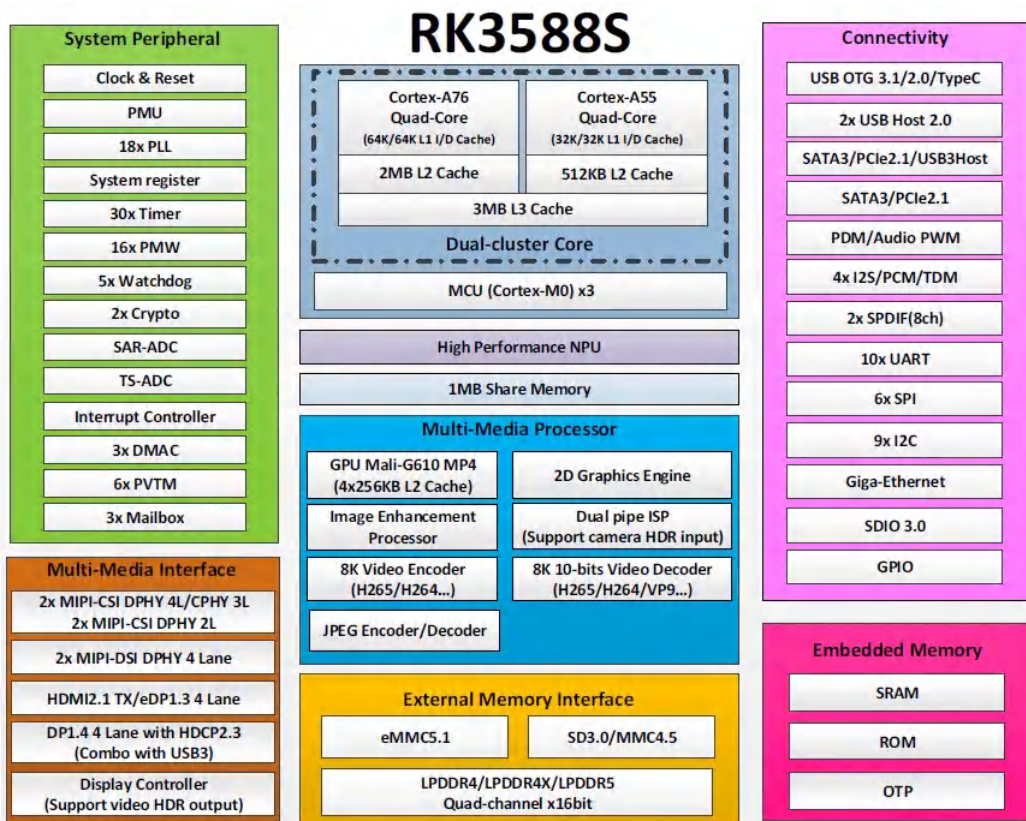 RK3588S
System Peripheral
Clock & Reset
PMU
18x PLL
System register
30x Timer
16x PMW
5x Watchdog
2x Crypto
SAR-ADC
TS-ADC
Interrupt Controller
3x DMAC
6x PVTM
3x Mailbox
Multi-Media Interface
2x MIPI-CSI DPHY 4L/CPHY 3L
2x MIPI-CSI DPHY 2L
2x MIPI-DSI DPHY 4 Lane
HDMI2.1 TX/eDP1.3 4 Lane
DP1.4 4 Lane with HDCP2.3
(Combo with USB3)
Display Controller
(Support video HDR output)
Cortex-A76
Quad-Core
(64K/64K L1 I/D Cache)
2MB L2 Cache
Cortex-A55
Quad-Core
(32K/32K L1 I/D Cache)
512KB L2 Cache
3MB L3 Cache
Dual-cluster Core
MCU (Cortex-M0) x3
High Performance NPU
1MB Share Memory
Multi-Media Processor
GPU Mali-G610 MP4
(4x256KB L2 Cache)
2D Graphics Engine
Image Enhancement
Processor
Dual pipe ISP
(Support camera HDR input)
8K Video Encoder
(H265/H264...)
8K 10-bits Video Decoder
(H265/H264/VP9...)
JPEG Encoder/Decoder
External Memory Interface
eMMC5.1
SD3.0/MMC4.5
LPDDR4/LPDDR4X/LPDDR5
Quad-channel x16bit
Connectivity
USB OTG 3.1/2.0/TypeC
2x USB Host 2.0
SATA3/PCIe2.1/USB3Host
SATA3/PCIe2.1
PDM/Audio PWM
4x I2S/PCM/TDM
2x SPDIF(8ch)
10x UART
6x SPI
9x I2C
Giga-Ethernet
SDIO 3.0
GPIO
Embedded Memory
SRAM
ROM
OTP